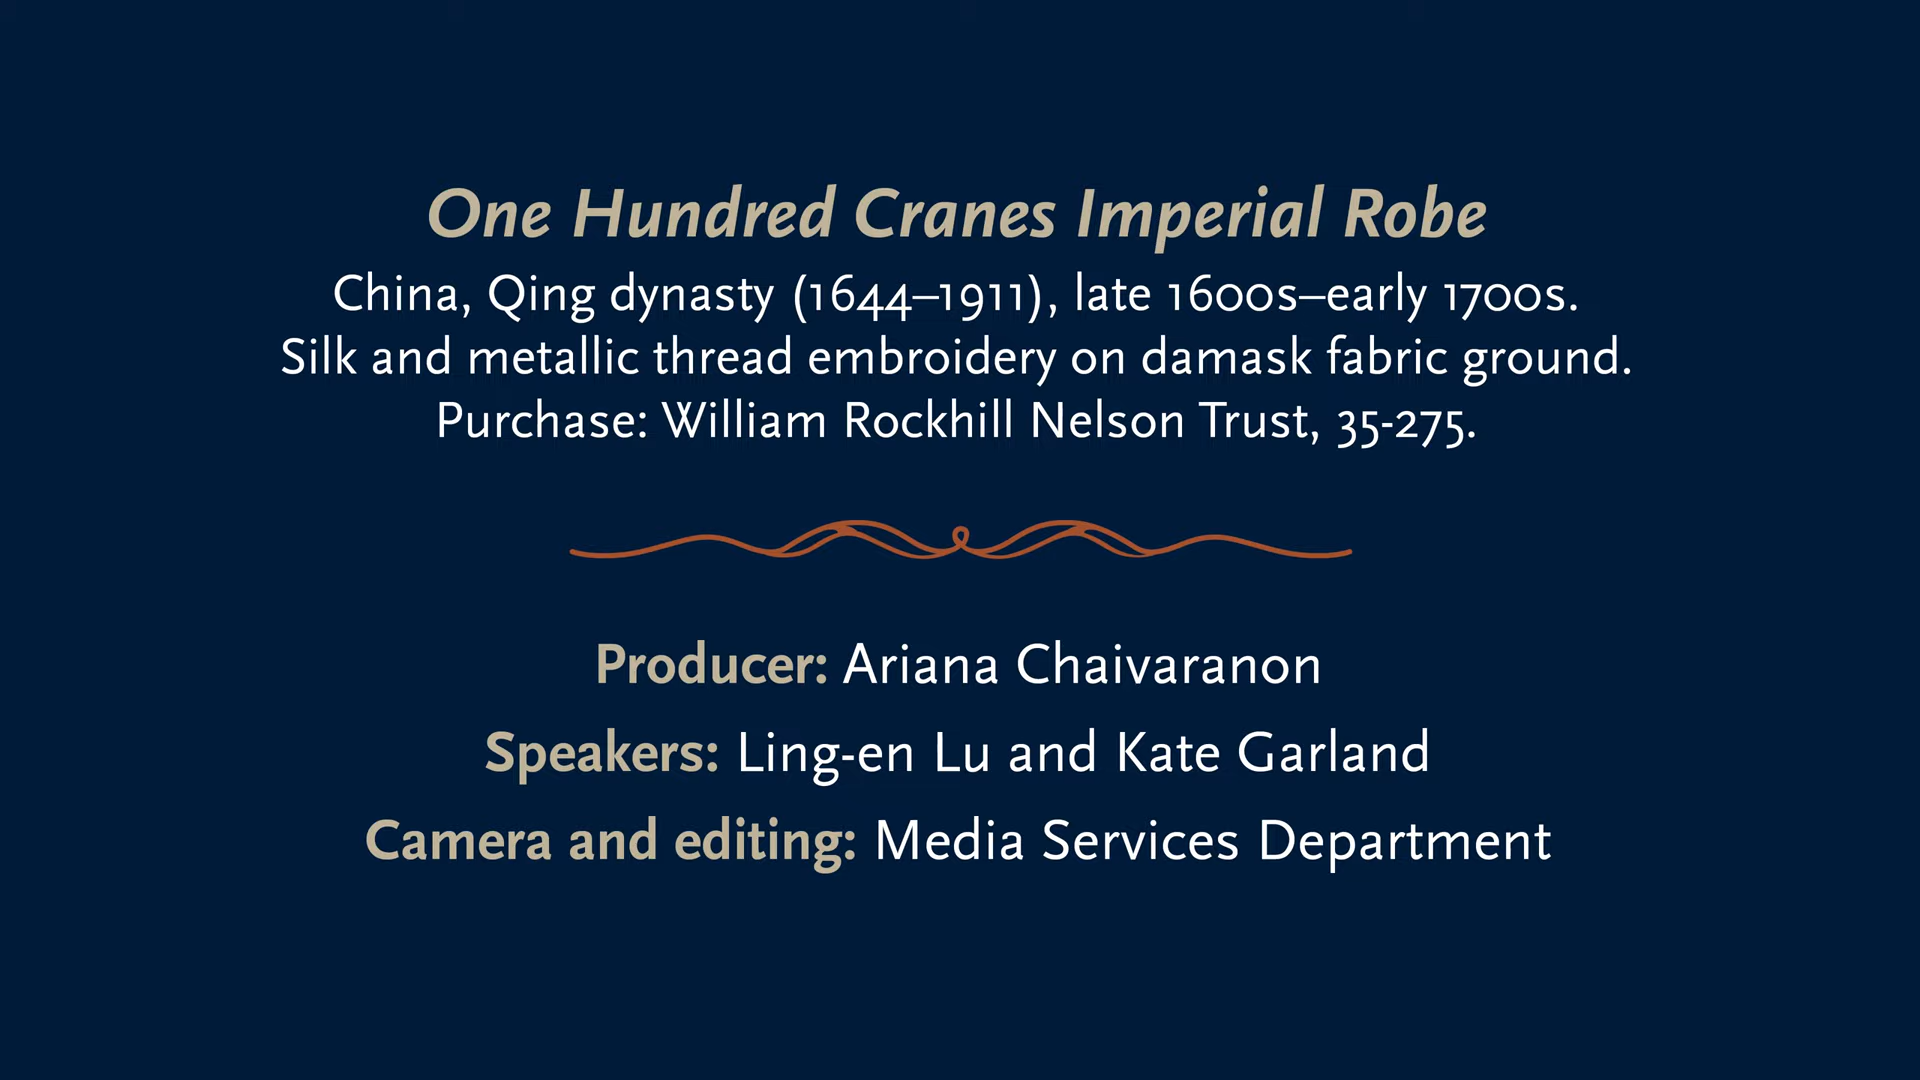 One Hundred Cranes Imperial Robe
China, Qing dynasty (1644–1911), late 1600s–early 1700s.
Silk and metallic thread embroidery on damask fabric ground.
Purchase: William Rockhill Nelson Trust, 35-275.
Producer: Ariana Chaivaranon
Speakers: Ling-en Lu and Kate Garland
Camera and editing: Media Services Department